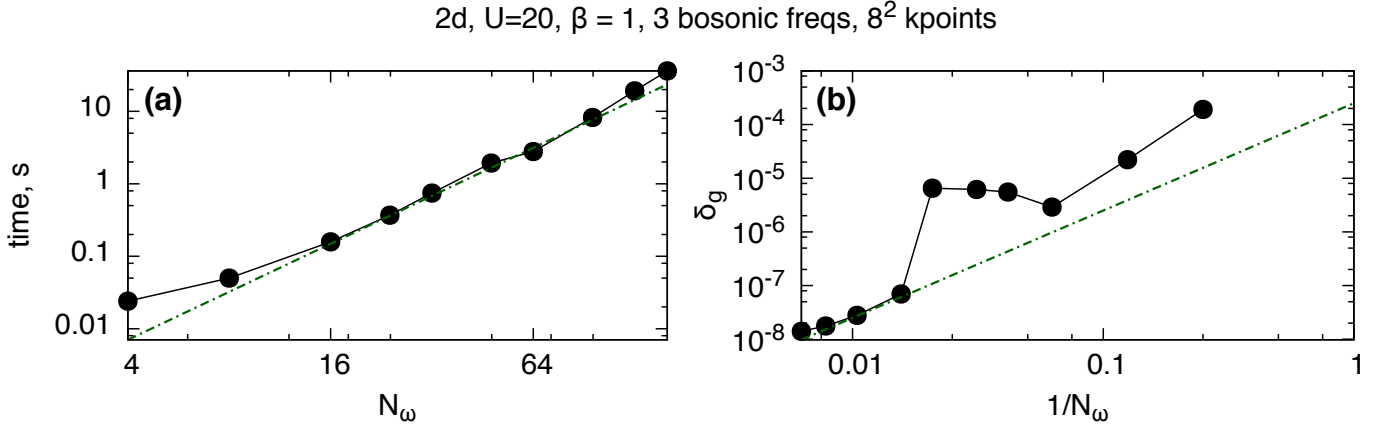 2d, U=20, β = 1, 3 bosonic freqs, 8² kpoints
(a)
time, s
10
1
0.1
0.01
4 16 64
N_ω
(b)
δ_g
10⁻³
10⁻⁴
10⁻⁵
10⁻⁶
10⁻⁷
10⁻⁸
0.01 0.1 1
1/N_ω